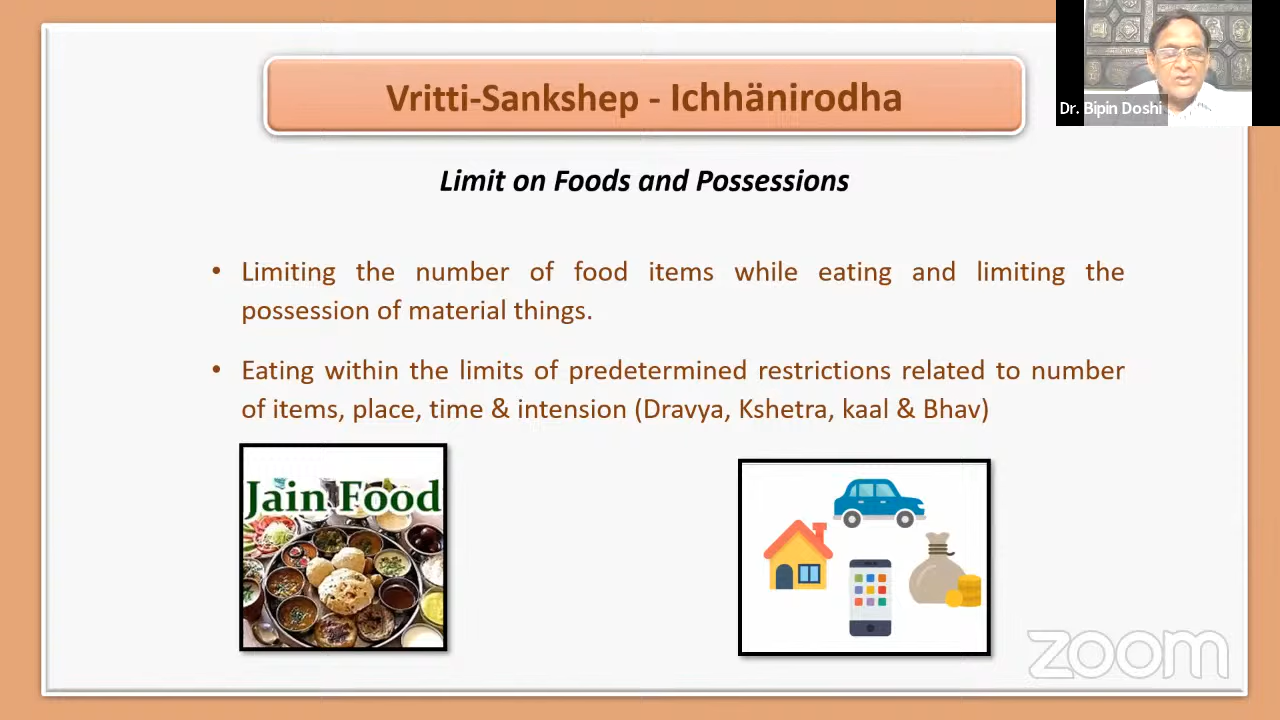 Vritti-Sankshep - Ichhänirodha
Dr. Bipin Doshi
Limit on Foods and Possessions
• Limiting the number of food items while eating and limiting the
possession of material things.
• Eating within the limits of predetermined restrictions related to number
of items, place, time & intension (Dravya, Kshetra, kaal & Bhav)
Jain Food
zoom